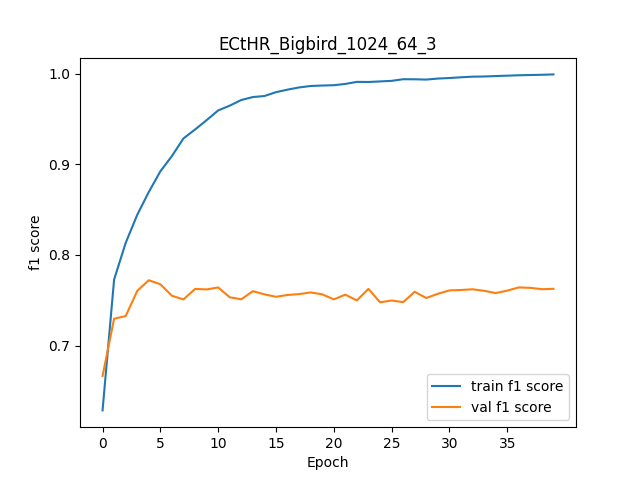 ECtHR_Bigbird_1024_64_3
f1 score
1.0
0.9
0.8
0.7
train f1 score
val f1 score
0 5 10 15 20 25 30 35
Epoch